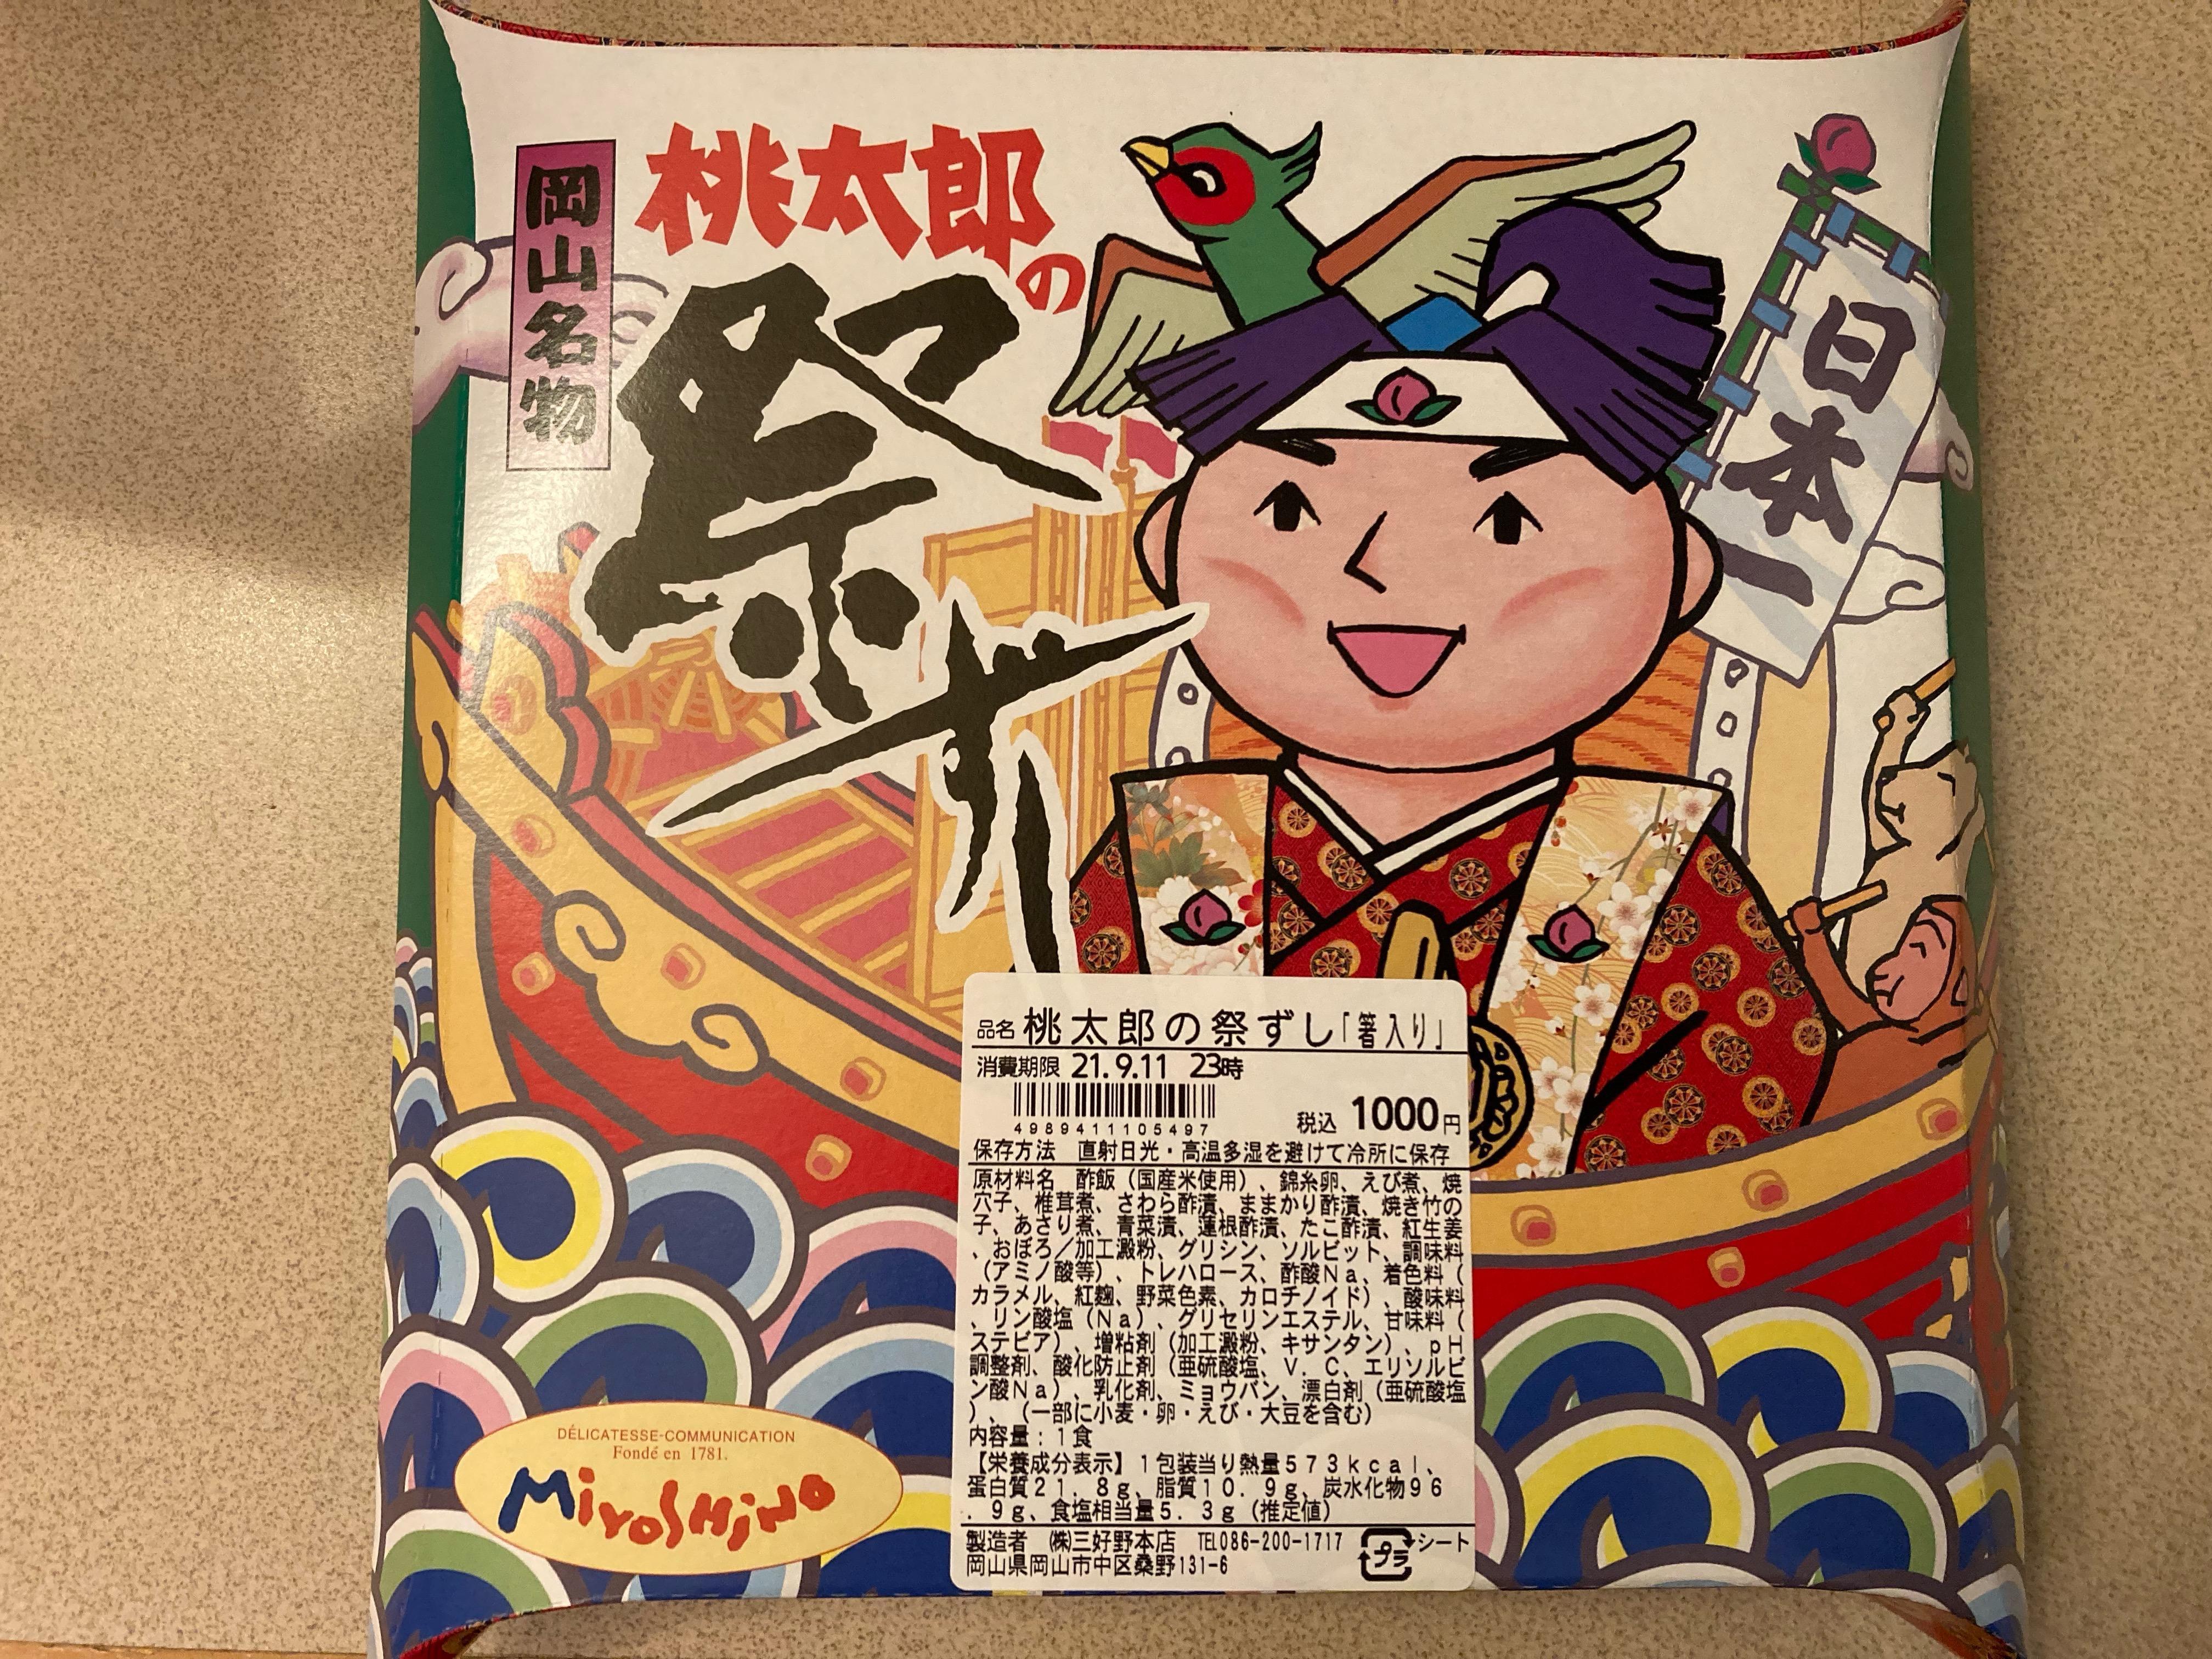 岡山名物
桃太郎の
祭ず
日本一
品名 桃太郎の祭ずし「箸入り」
消費期限 21.9.11 23時
4989411105497
税込 1000円
保存方法 直射日光・高温多湿を避けて冷所に保存
原材料名 酢飯（国産米使用）、錦糸卵、えび煮、焼
穴子、椎茸煮、さわら酢漬、ままかり酢漬、焼き竹の
子、あさり煮、青菜漬、蓮根酢漬、たこ酢漬、紅生姜
、おぼろ／加工澱粉、グリシン、ソルビット、調味料
（アミノ酸等）、トレハロース、酢酸Ｎａ、着色料（
カラメル、紅麹、野菜色素、カロチノイド）、酸味料
、リン酸塩（Ｎａ）、グリセリンエステル、甘味料（
ステビア）、増粘剤（加工澱粉、キサンタン）、ｐＨ
調整剤、酸化防止剤（亜硫酸塩、Ｖ．Ｃ、エリソルビ
ン酸Ｎａ）、乳化剤、ミョウバン、漂白剤（亜硫酸塩
）、（一部に小麦・卵・えび・大豆を含む）
内容量：１食
【栄養成分表示】１包装当り熱量５７３ｋｃａｌ、
蛋白質２１．８ｇ、脂質１０．９ｇ、炭水化物９６
．９ｇ、食塩相当量５．３ｇ（推定値）
製造者 ㈱三好野本店 TEL086-200-1717
岡山県岡山市中区桑野131-6
プラ シート
DÉLICATESSE-COMMUNICATION
Fondé en 1781.
MiYoSHiNo